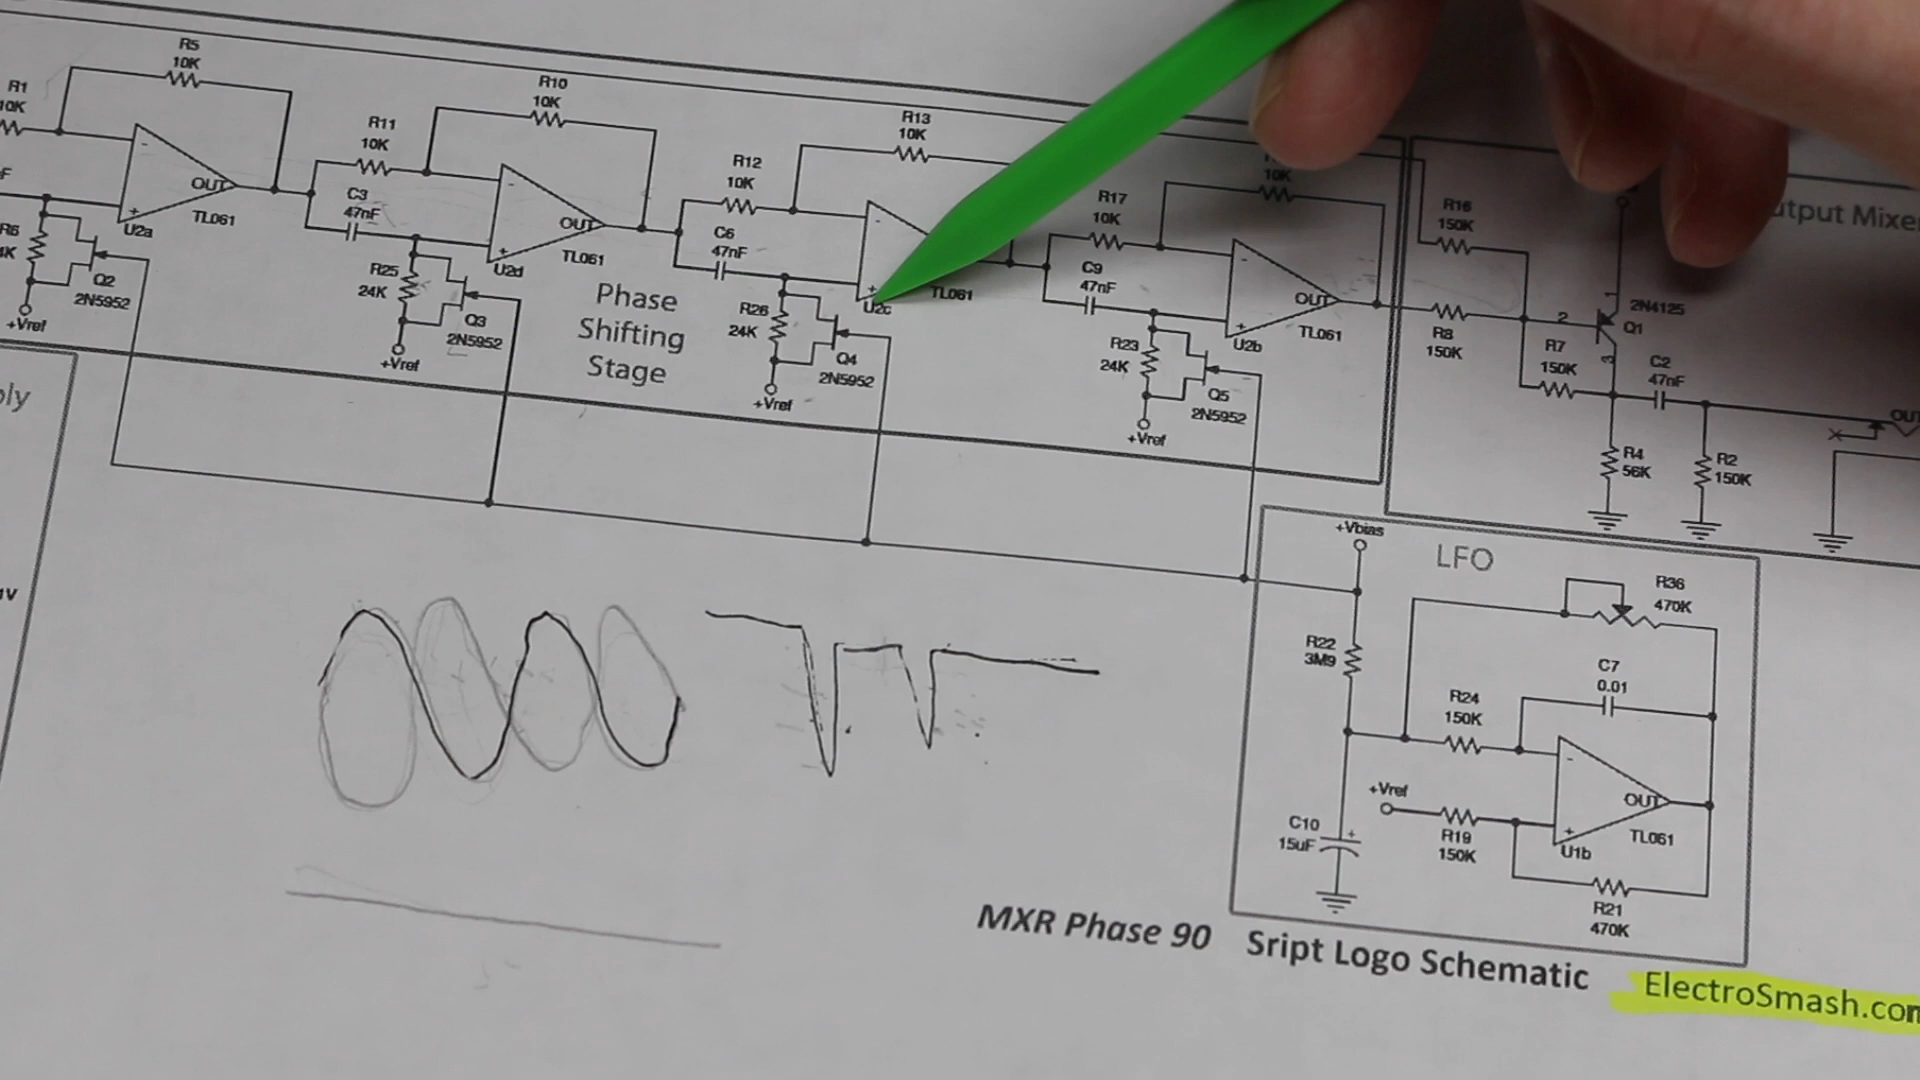 R5
10K
R1
10K
OUT
TL061
U2a
R6
Q2
2N5952
+Vref
R11
10K
R10
10K
C3
47nF
OUT
TL061
U2d
R25
24K
Q3
2N5952
+Vref
Phase
Shifting
Stage
R12
10K
R13
10K
C6
47nF
TL061
U2c
R26
24K
Q4
2N5952
+Vref
R17
10K
10K
C9
47nF
OUT
TL061
U2b
R23
24K
Q5
2N5952
+Vref
R16
150K
R8
150K
2
1
3
2N4125
Q1
R7
150K
C2
47nF
R4
56K
R2
150K
OUT
+Vbias
LFO
R36
470K
R22
3M9
C7
0.01
R24
150K
+Vref
R19
150K
OUT
TL061
U1b
C10
15uF
R21
470K
MXR Phase 90 Sript Logo Schematic
ElectroSmash.com